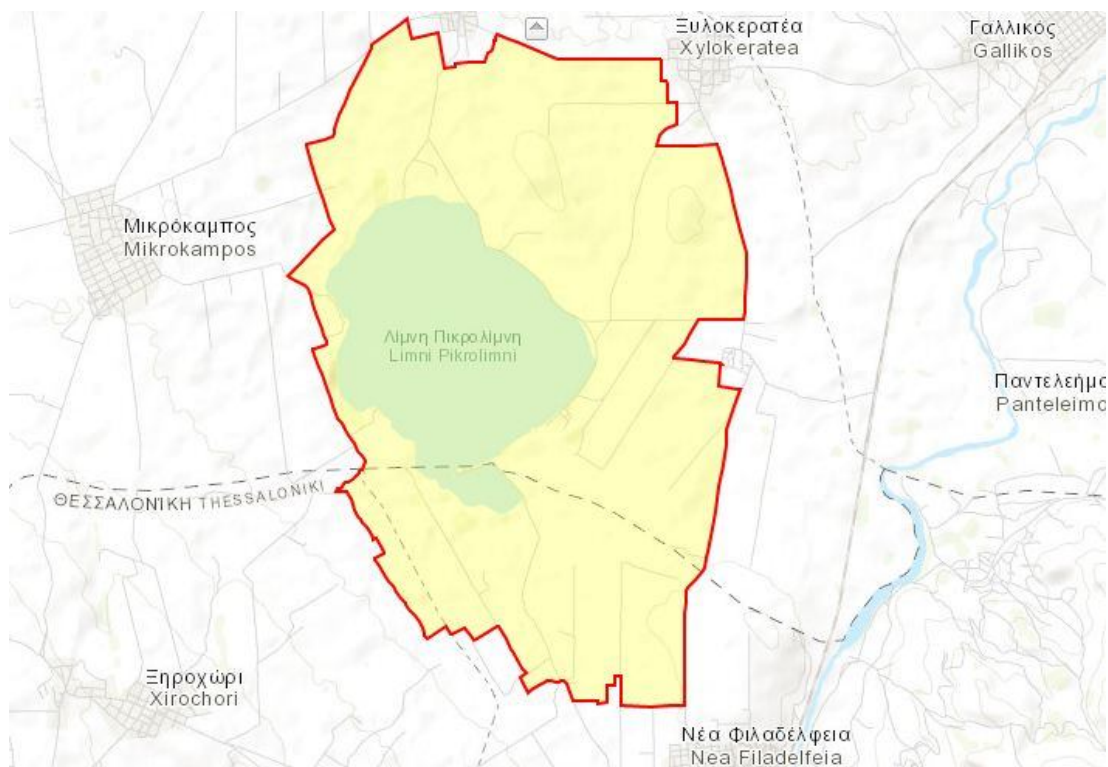 Ξυλοκερατέα
Xylokeratea
Γαλλικός
Gallikos
Μικρόκαμπος
Mikrokampos
Λίμνη Πικρολίμνη
Limni Pikrolimni
Παντελεήμο
Panteleimo
ΘΕΣΣΑΛΟΝΊΚΗ THESSALONIKI
Ξηροχώρι
Xirochori
Νέα Φιλαδέλφεια
Nea Filadelfeia